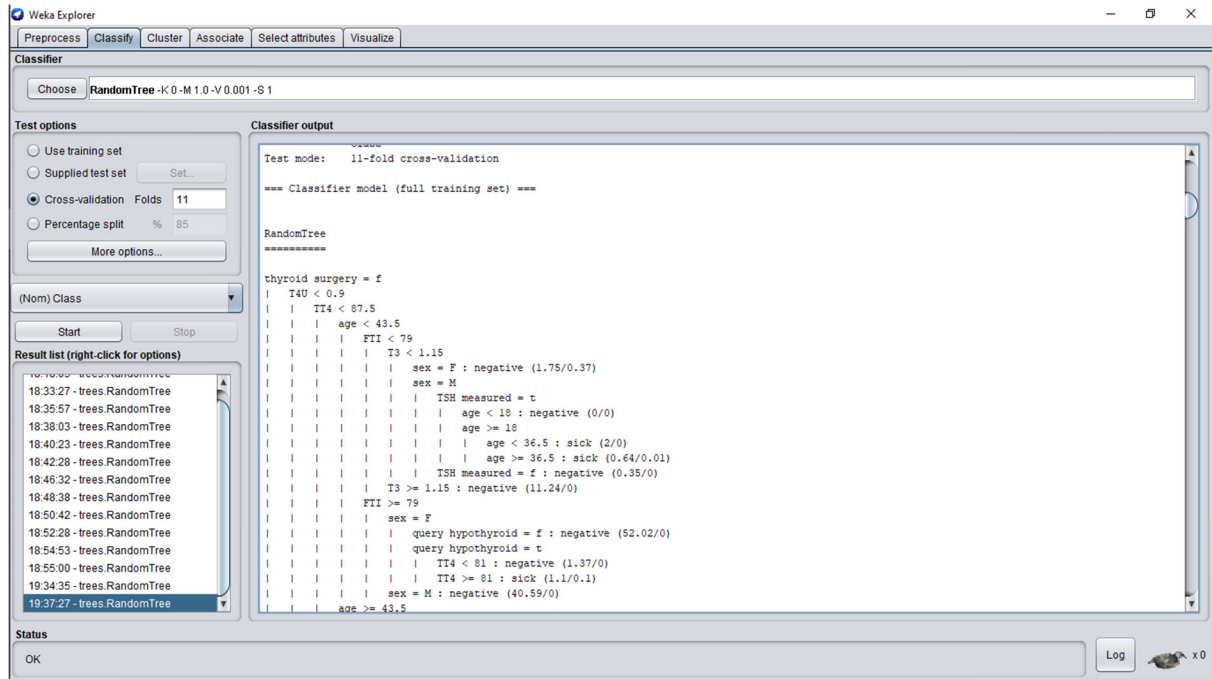 Weka Explorer
Preprocess Classify Cluster Associate Select attributes Visualize
Classifier
Choose RandomTree -K 0 -M 1.0 -V 0.001 -S 1
Test options
Use training set
Supplied test set Set...
Cross-validation Folds 11
Percentage split % 85
More options...
(Nom) Class
Start Stop
Result list (right-click for options)
18:33:27 - trees.RandomTree
18:35:57 - trees.RandomTree
18:38:03 - trees.RandomTree
18:40:23 - trees.RandomTree
18:42:28 - trees.RandomTree
18:46:32 - trees.RandomTree
18:48:38 - trees.RandomTree
18:50:42 - trees.RandomTree
18:52:28 - trees.RandomTree
18:54:53 - trees.RandomTree
18:55:00 - trees.RandomTree
19:34:35 - trees.RandomTree
19:37:27 - trees.RandomTree
Classifier output
Test mode: 11-fold cross-validation
=== Classifier model (full training set) ===
RandomTree
==========
thyroid surgery = f
| T4U < 0.9
| | TT4 < 87.5
| | | age < 43.5
| | | | FTI < 79
| | | | | T3 < 1.15
| | | | | | sex = F : negative (1.75/0.37)
| | | | | | sex = M
| | | | | | | TSH measured = t
| | | | | | | | age < 18 : negative (0/0)
| | | | | | | | age >= 18
| | | | | | | | | age < 36.5 : sick (2/0)
| | | | | | | | | age >= 36.5 : sick (0.64/0.01)
| | | | | | | TSH measured = f : negative (0.35/0)
| | | | | T3 >= 1.15 : negative (11.24/0)
| | | | FTI >= 79
| | | | | sex = F
| | | | | | query hypothyroid = f : negative (52.02/0)
| | | | | | query hypothyroid = t
| | | | | | | TT4 < 81 : negative (1.37/0)
| | | | | | | TT4 >= 81 : sick (1.1/0.1)
| | | | | sex = M : negative (40.59/0)
| | | age >= 43.5
Status
OK
Log
x 0